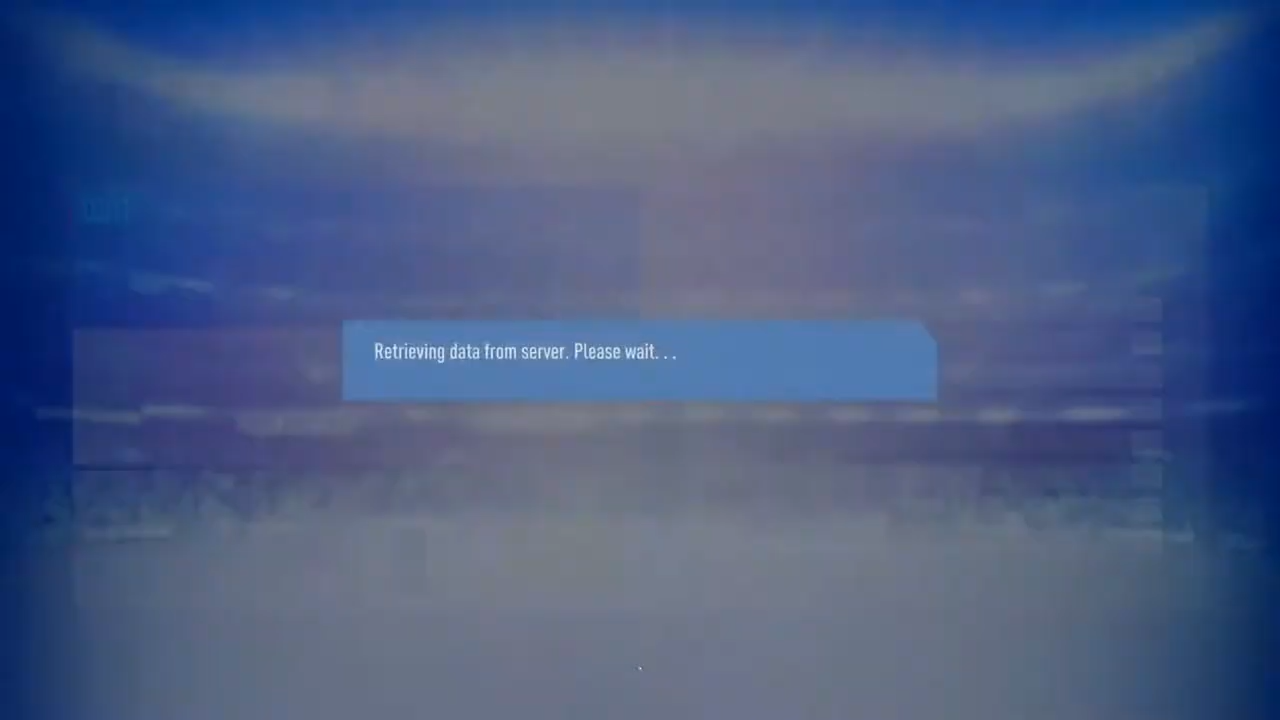 Retrieving data from server. Please wait. . .